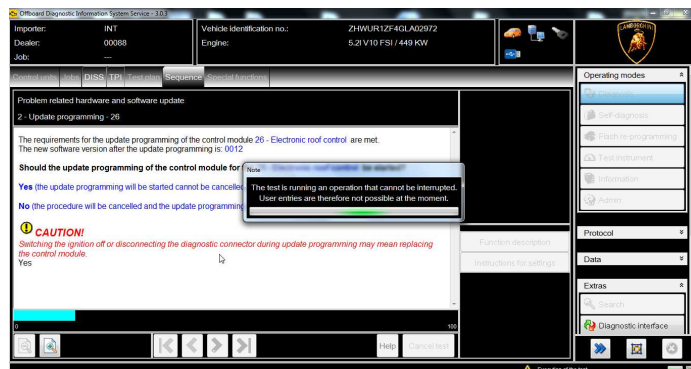 Offboard Diagnostic Information System Service - 3.0.3
Importer: INT
Dealer: 00088
Job: ---
Vehicle identification no.: ZHWUR1ZF4GLA02972
Engine: 5.2l V10 FSI / 449 KW
LAMBORGHINI
Control units Jobs DISS TPI Test plan Sequence Special functions
Problem related hardware and software update
2 - Update programming - 26
The requirements for the update programming of the control module 26 - Electronic roof control are met.
The new software version after the update programming is: 0012
Should the update programming of the control module for
Yes (the update programming will be started cannot be cancelle
No (the procedure will be cancelled and the update programming
CAUTION!
Switching the ignition off or disconnecting the diagnostic connector during update programming may mean replacing
the control module.
Yes
Note
The test is running an operation that cannot be interrupted.
User entries are therefore not possible at the moment.
0 100
Help Cancel test
Function description
Instructions for settings
Operating modes
Diagnosis
Self-diagnosis
Flash re-programming
Test instrument
Information
Admin
Protocol
Data
Extras
Search
Diagnostic interface